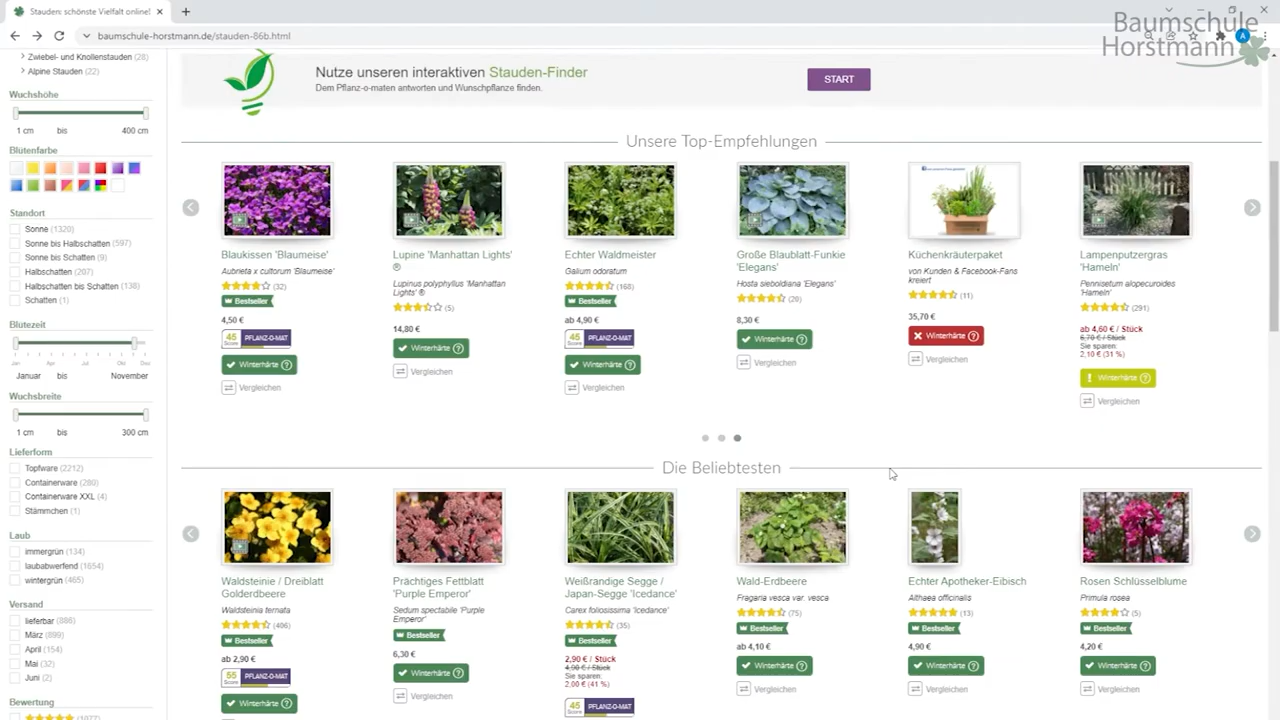 Stauden: schönste Vielfalt online!
baumschule-horstmann.de/stauden-86b.html
Baumschule
Horstmann
Zwiebel- und Knollenstauden (28)
Alpine Stauden (22)
Wuchshöhe
1 cm bis 400 cm
Blütenfarbe
Standort
Sonne (1320)
Sonne bis Halbschatten (597)
Sonne bis Schatten (9)
Halbschatten (207)
Halbschatten bis Schatten (138)
Schatten (1)
Blütezeit
Januar bis November
Wuchsbreite
1 cm bis 300 cm
Lieferform
Topfware (2212)
Containerware (280)
Containerware XXL (4)
Stämmchen (1)
Laub
immergrün (134)
laubabwerfend (1654)
wintergrün (465)
Versand
lieferbar (888)
März (899)
April (154)
Mai (32)
Juni (2)
Bewertung
Nutze unseren interaktiven Stauden-Finder
Dem Pflanz-o-maten antworten und Wunschpflanze finden.
START
Unsere Top-Empfehlungen
Blaukissen 'Blaumeise'
Aubrieta x cultorum 'Blaumeise'
(32)
Bestseller
4,50 €
45 Score PFLANZ-O-MAT
Winterhärte
Vergleichen
Lupine 'Manhattan Lights'
®
Lupinus polyphyllus 'Manhattan
Lights' ®
(5)
14,80 €
Winterhärte
Vergleichen
Echter Waldmeister
Galium odoratum
(168)
Bestseller
ab 4,90 €
45 Score PFLANZ-O-MAT
Winterhärte
Vergleichen
Große Blaublatt-Funkie
'Elegans'
Hosta sieboldiana 'Elegans'
(20)
8,30 €
Winterhärte
Vergleichen
Küchenkräuterpaket
von Kunden & Facebook-Fans
kreiert
(11)
35,70 €
Winterhärte
Vergleichen
Lampenputzergras
'Hameln'
Pennisetum alopecuroides
'Hameln'
(291)
ab 4,60 € / Stück
6,70 € / Stück
Sie sparen:
2,10 € (31 %)
Winterhärte
Vergleichen
Die Beliebtesten
Waldsteinie / Dreiblatt
Golderdbeere
Waldsteinia ternata
(406)
Bestseller
ab 2,90 €
55 Score PFLANZ-O-MAT
Winterhärte
Prächtiges Fettblatt
'Purple Emperor'
Sedum spectabile 'Purple
Emperor'
Bestseller
6,30 €
Winterhärte
Vergleichen
Weißrandige Segge /
Japan-Segge 'Icedance'
Carex foliosissima 'Icedance'
(35)
Bestseller
2,90 € / Stück
4,90 € / Stück
Sie sparen:
2,00 € (41 %)
45 Score PFLANZ-O-MAT
Wald-Erdbeere
Fragaria vesca var. vesca
(75)
Bestseller
ab 4,10 €
Winterhärte
Vergleichen
Echter Apotheker-Eibisch
Althaea officinalis
(13)
Bestseller
4,90 €
Winterhärte
Vergleichen
Rosen Schlüsselblume
Primula rosea
(5)
Bestseller
4,20 €
Winterhärte
Vergleichen